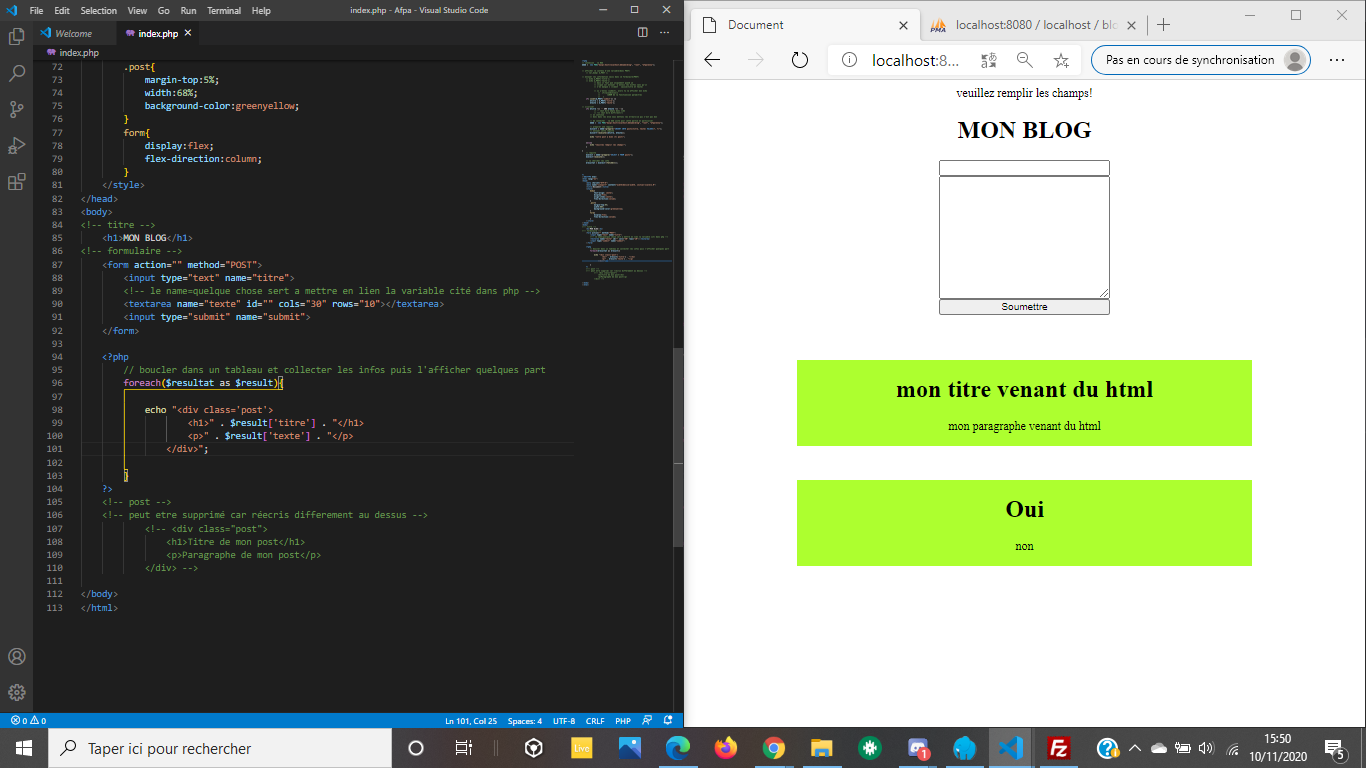 File Edit Selection View Go Run Terminal Help index.php - Afpa - Visual Studio Code
Welcome index.php
index.php
72 .post{
73 margin-top:5%;
74 width:68%;
75 background-color:greenyellow;
76 }
77 form{
78 display:flex;
79 flex-direction:column;
80 }
81 </style>
82 </head>
83 <body>
84 <!-- titre -->
85 <h1>MON BLOG</h1>
86 <!-- formulaire -->
87 <form action="" method="POST">
88 <input type="text" name="titre">
89 <!-- le name=quelque chose sert a mettre en lien la variable cité dans php -->
90 <textarea name="texte" id="" cols="30" rows="10"></textarea>
91 <input type="submit" name="submit">
92 </form>
93
94 <?php
95 // boucler dans un tableau et collecter les infos puis l'afficher quelques part
96 foreach($resultat as $result){
97
98 echo "<div class='post'>
99 <h1>" . $result['titre'] . "</h1>
100 <p>" . $result['texte'] . "</p>
101 </div>";
102
103 }
104 ?>
105 <!-- post -->
106 <!-- peut etre supprimé car réecris differement au dessus -->
107 <!-- <div class="post">
108 <h1>Titre de mon post</h1>
109 <p>Paragraphe de mon post</p>
110 </div> -->
111
112 </body>
113 </html>
0 0 Ln 101, Col 25 Spaces: 4 UTF-8 CRLF PHP
Document localhost:8080 / localhost / blo
localhost:8... Pas en cours de synchronisation
veuillez remplir les champs!
MON BLOG
Soumettre
mon titre venant du html
mon paragraphe venant du html
Oui
non
Taper ici pour rechercher
Livo
1
15:50
10/11/2020
5